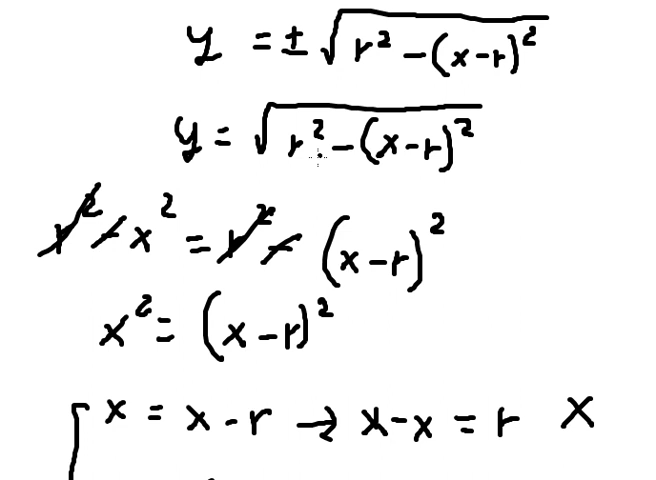 y = ± √(r² - (x-r)²)
y = √(r² - (x-r)²)
r² - x² = r² - (x-r)²
x² = (x-r)²
x = x - r → x - x = r X